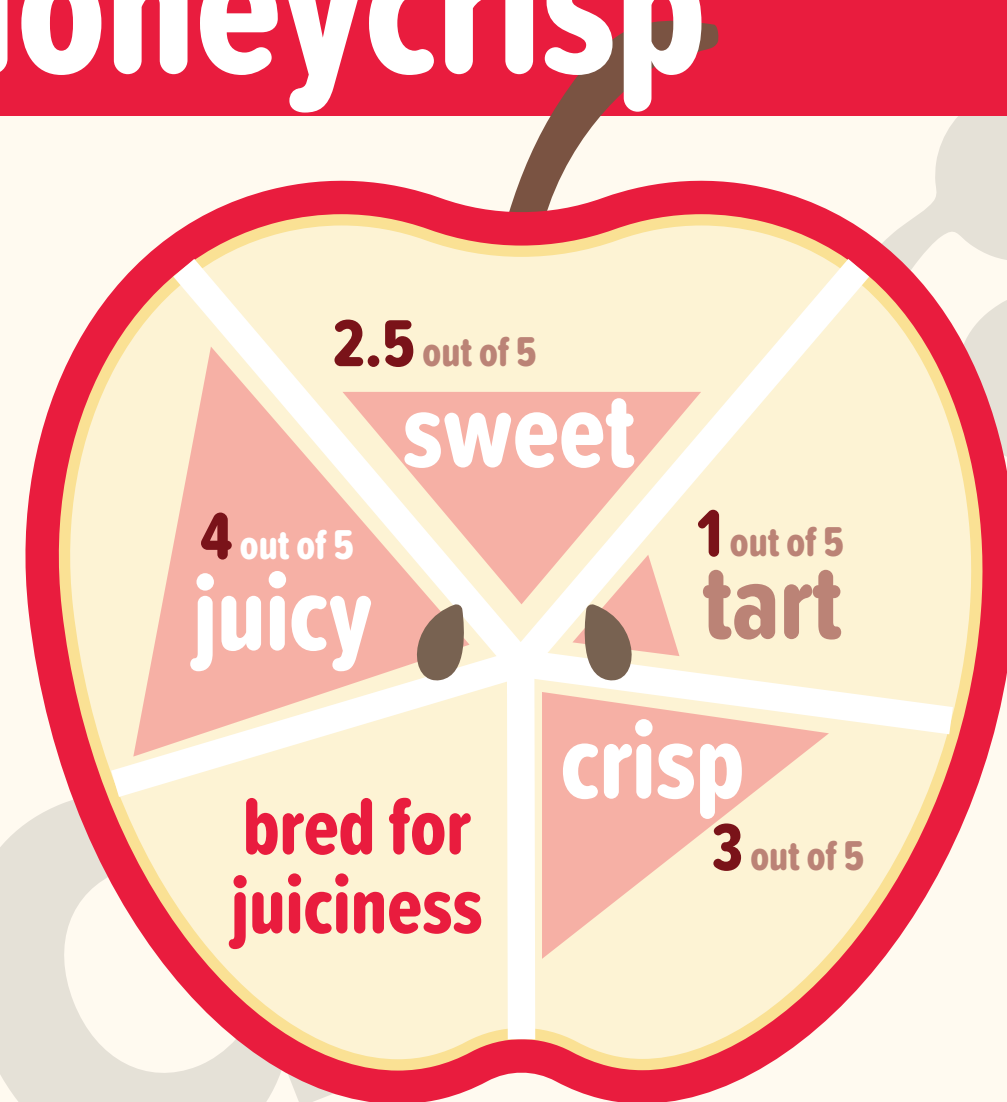 oneycrisp
2.5 out of 5
sweet
4 out of 5
juicy
1 out of 5
tart
crisp
3 out of 5
bred for
juiciness